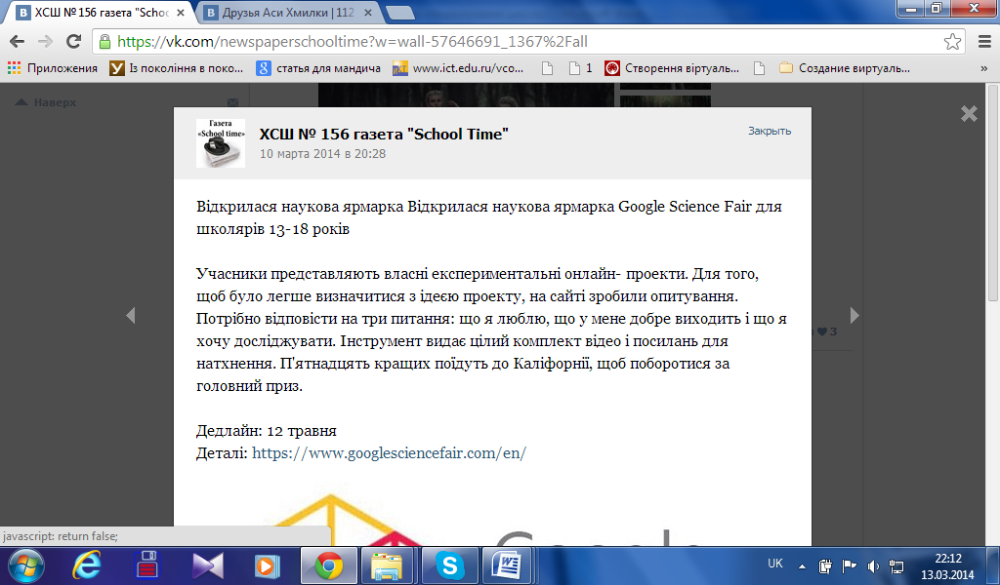 ХСШ № 156 газета "Schoo
Друзья Аси Хмилки | 112
https://vk.com/newspaperschooltime?w=wall-57646691_1367%2Fall
Приложения
Із покоління в поко...
статья для мандича
www.ict.edu.ru/vco...
1
Створення віртуаль...
Создание виртуаль...
»
Наверх
Газета
«School time»
ХСШ № 156 газета "School Time"
10 марта 2014 в 20:28
Закрыть
Відкрилася наукова ярмарка Відкрилася наукова ярмарка Google Science Fair для
школярів 13-18 років
Учасники представляють власні експериментальні онлайн- проекти. Для того,
щоб було легше визначитися з ідеєю проекту, на сайті зробили опитування.
Потрібно відповісти на три питання: що я люблю, що у мене добре виходить і що я
хочу досліджувати. Інструмент видає цілий комплект відео і посилань для
натхнення. П'ятнадцять кращих поїдуть до Каліфорнії, щоб поборотися за
головний приз.
3
Дедлайн: 12 травня
Деталі: https://www.googlesciencefair.com/en/
javascript: return false;
UK
22:12
13.03.2014